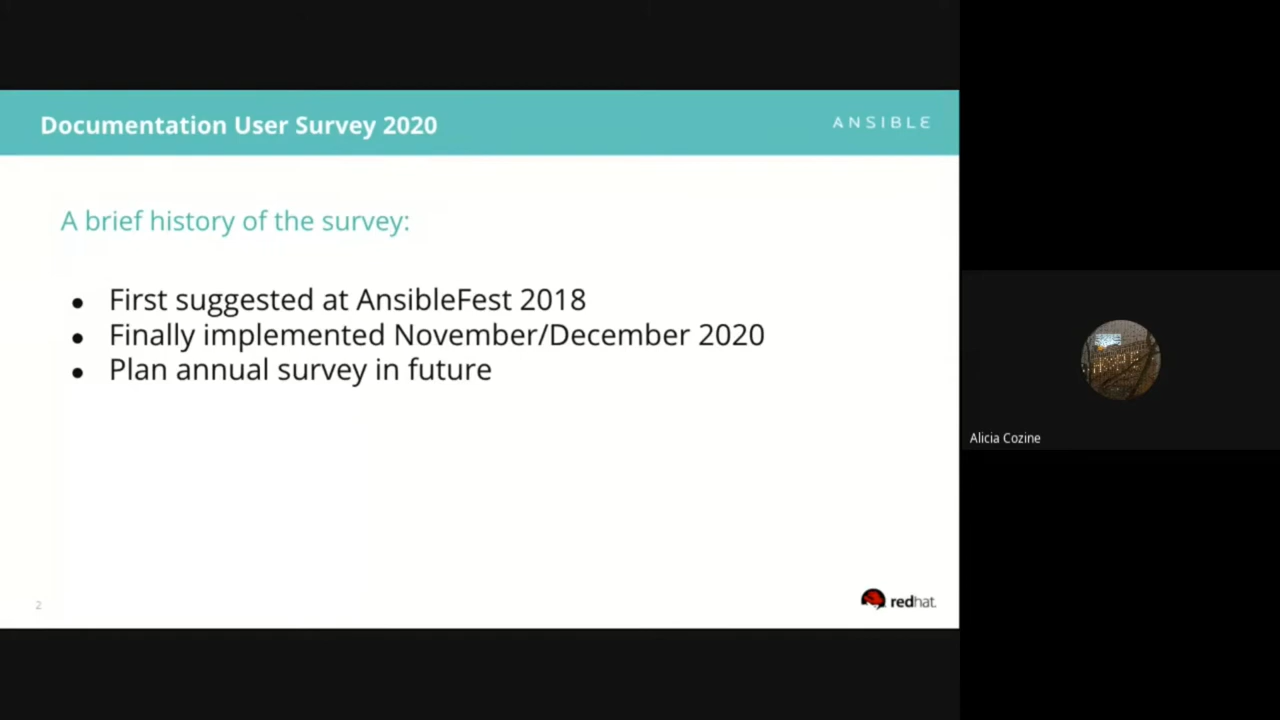 Documentation User Survey 2020
ANSIBLE
A brief history of the survey:
● First suggested at AnsibleFest 2018
● Finally implemented November/December 2020
● Plan annual survey in future
Alicia Cozine
2
redhat.